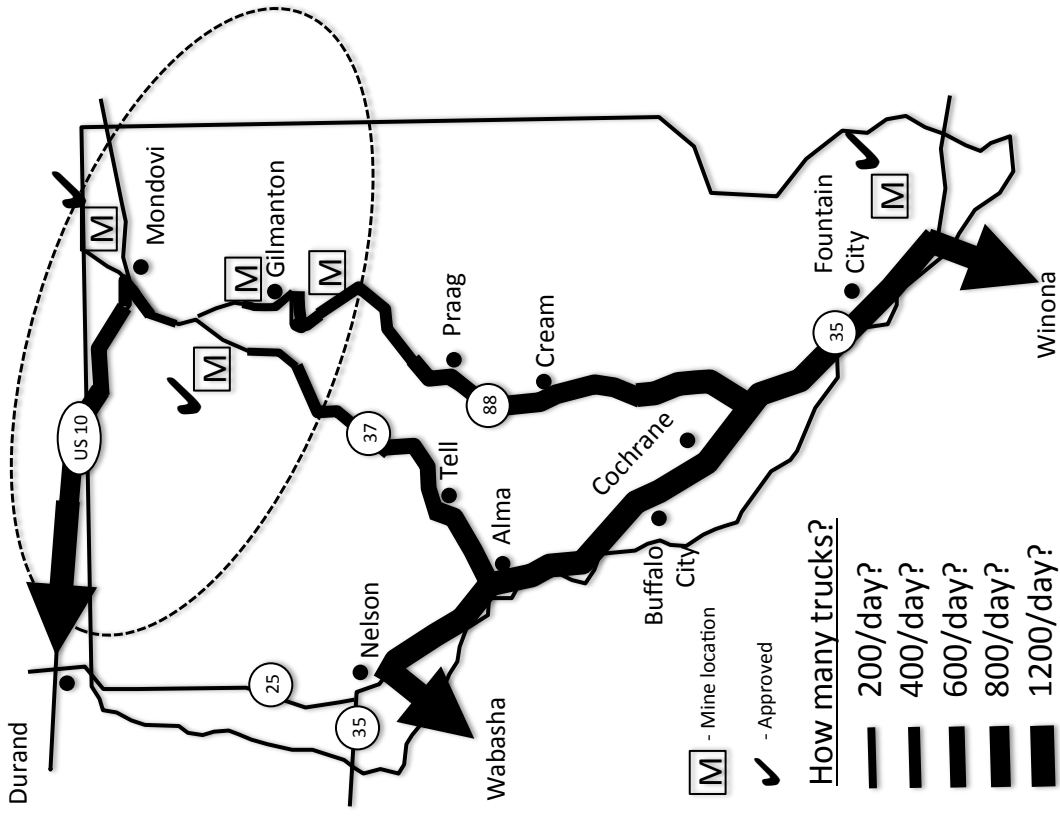 Durand
US 10
M
Mondovi
M
M
Gilmanton
25
M
35
Nelson
37
Tell
Praag
88
Wabasha
Alma
Cream
Cochrane
Buffalo
City
Fountain
City
35
M
Winona
M - Mine location
✓ - Approved
How many trucks?
200/day?
400/day?
600/day?
800/day?
1200/day?